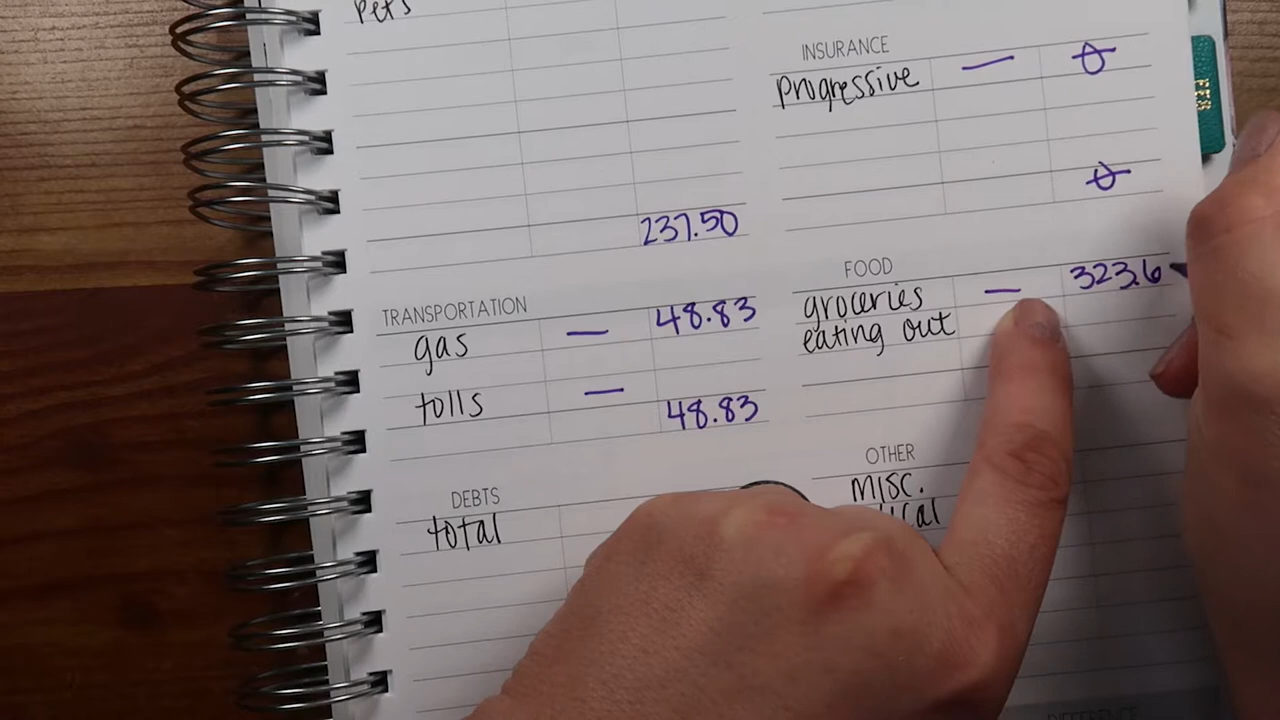 pets
237.50
TRANSPORTATION
gas — 48.83
tolls —
48.83
DEBTS
total
INSURANCE
progressive — 0
0
FOOD
groceries — 323.6
eating out
OTHER
MISC.
FEB